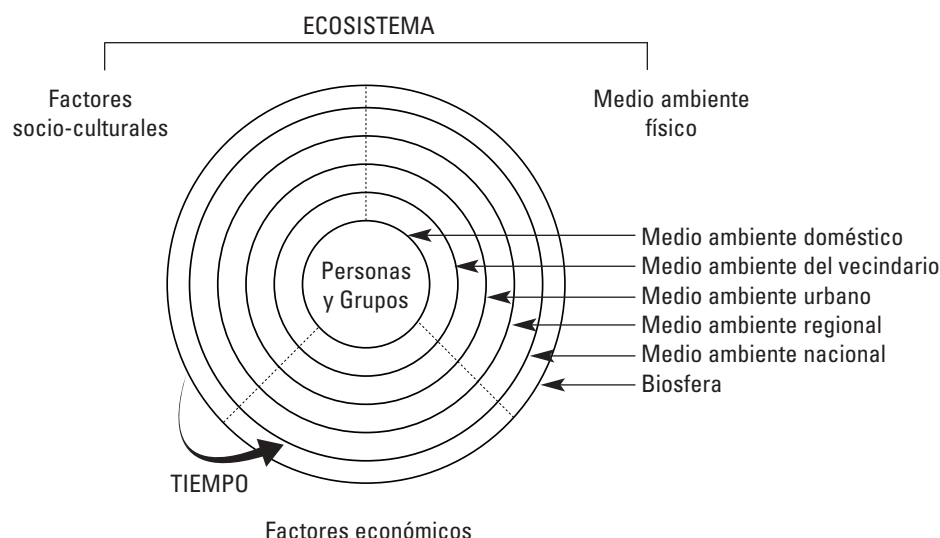 ECOSISTEMA
Factores
socio-culturales
Medio ambiente
físico
Personas
y Grupos
Medio ambiente doméstico
Medio ambiente del vecindario
Medio ambiente urbano
Medio ambiente regional
Medio ambiente nacional
Biosfera
TIEMPO
Factores económicos